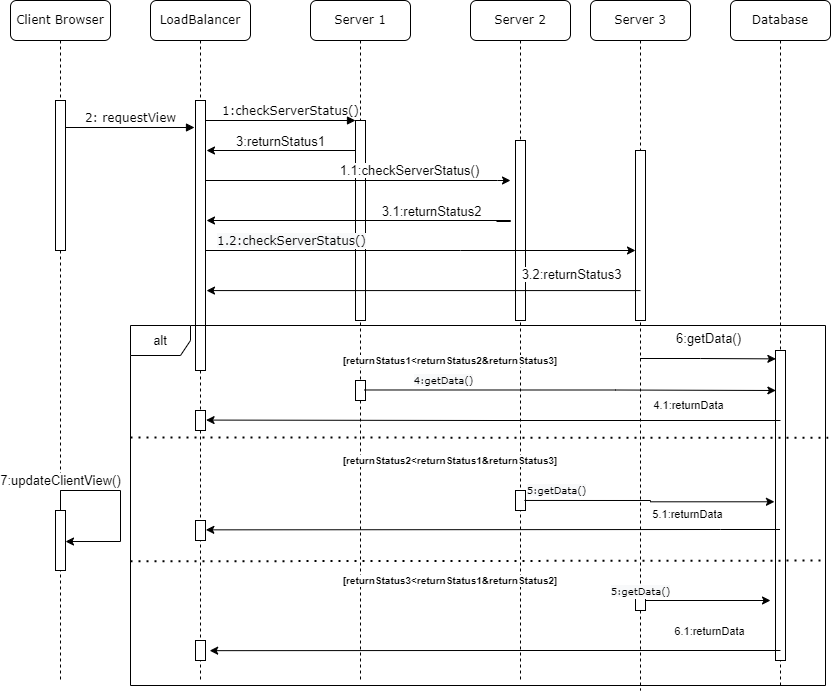 Client Browser
LoadBalancer
Server 1
Server 2
Server 3
Database
2: requestView
1:checkServerStatus()
3:returnStatus1
1.1:checkServerStatus()
3.1:returnStatus2
1.2:checkServerStatus()
3.2:returnStatus3
alt
6:getData()
[returnStatus1<returnStatus2&returnStatus3]
4:getData()
4.1:returnData
[returnStatus2<returnStatus1&returnStatus3]
7:updateClientView()
5:getData()
5.1:returnData
[returnStatus3<returnStatus1&returnStatus2]
5:getData()
6.1:returnData